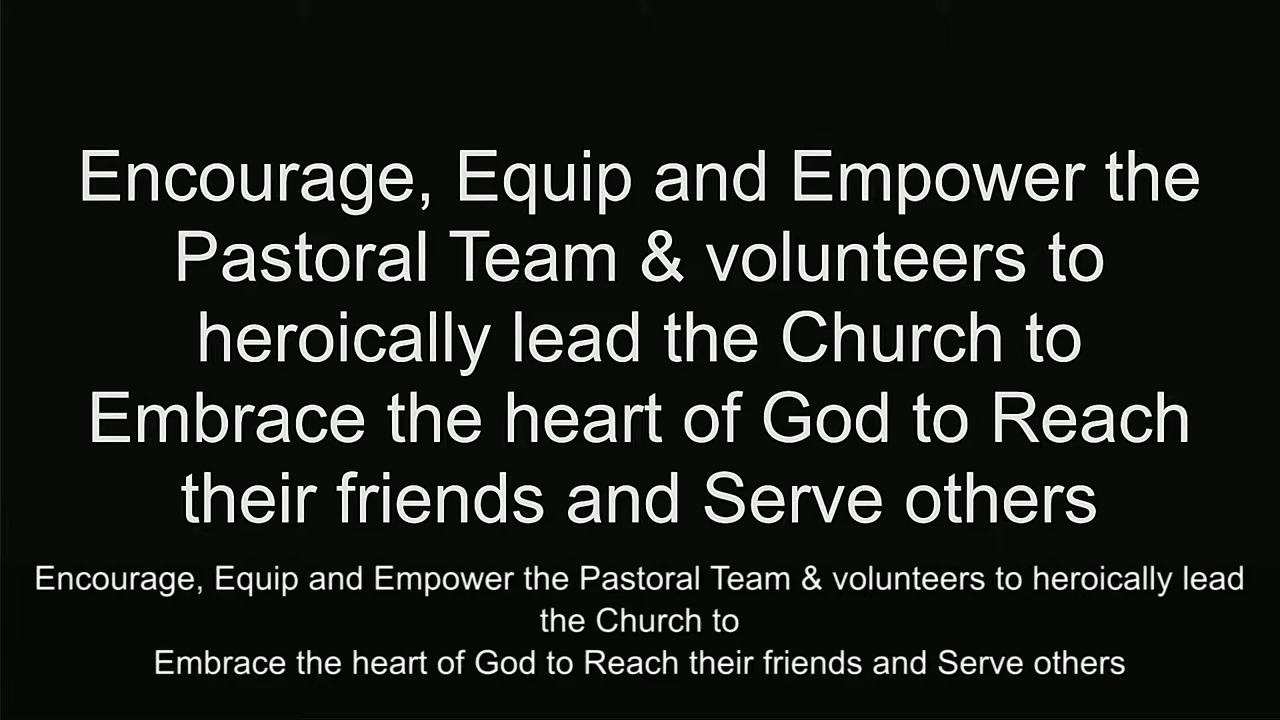 Encourage, Equip and Empower the
Pastoral Team & volunteers to
heroically lead the Church to
Embrace the heart of God to Reach
their friends and Serve others
Encourage, Equip and Empower the Pastoral Team & volunteers to heroically lead
the Church to
Embrace the heart of God to Reach their friends and Serve others